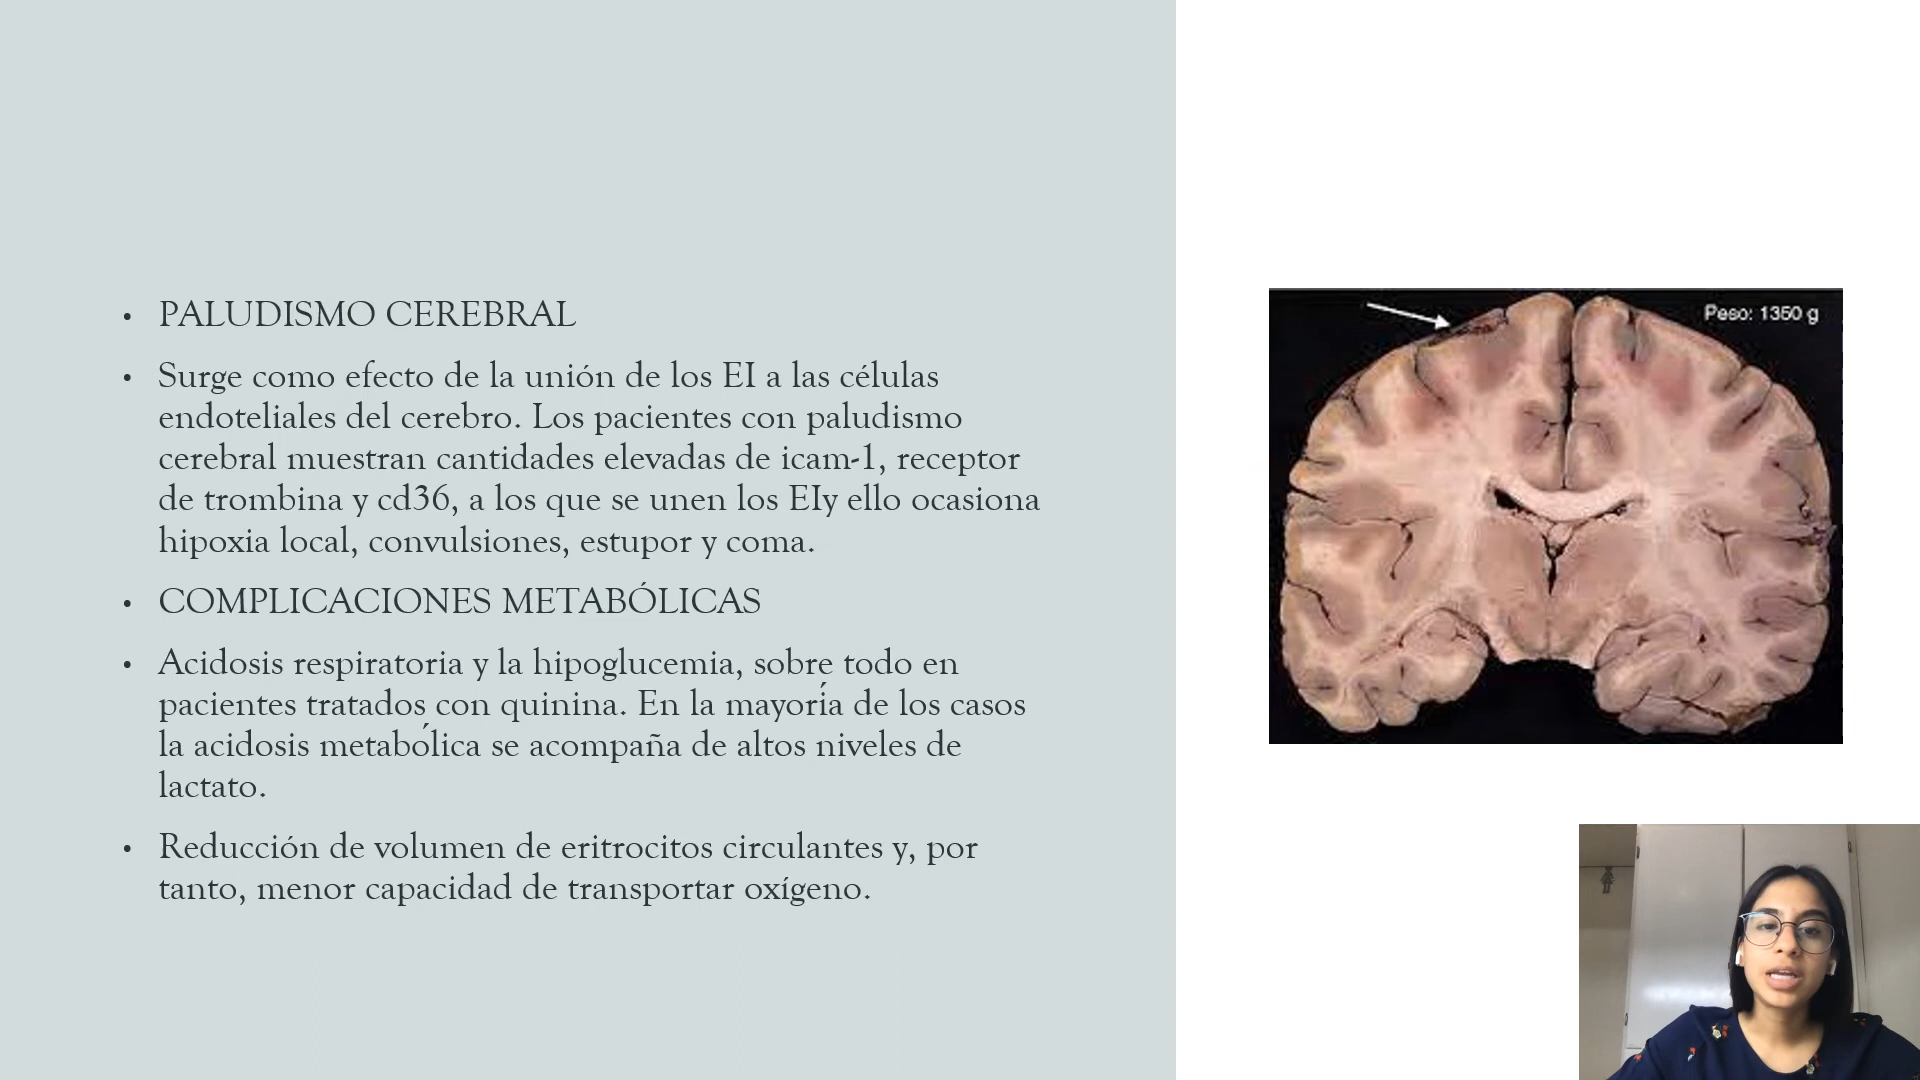 • PALUDISMO CEREBRAL
• Surge como efecto de la unión de los EI a las células
endoteliales del cerebro. Los pacientes con paludismo
cerebral muestran cantidades elevadas de icam-1, receptor
de trombina y cd36, a los que se unen los EIy ello ocasiona
hipoxia local, convulsiones, estupor y coma.
• COMPLICACIONES METABÓLICAS
• Acidosis respiratoria y la hipoglucemia, sobre todo en
pacientes tratados con quinina. En la mayoría de los casos
la acidosis metabólica se acompaña de altos niveles de
lactato.
• Reducción de volumen de eritrocitos circulantes y, por
tanto, menor capacidad de transportar oxígeno.
Peso: 1350 g